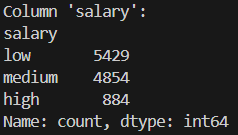 Column 'salary':
salary
low       5429
medium    4854
high       884
Name: count, dtype: int64